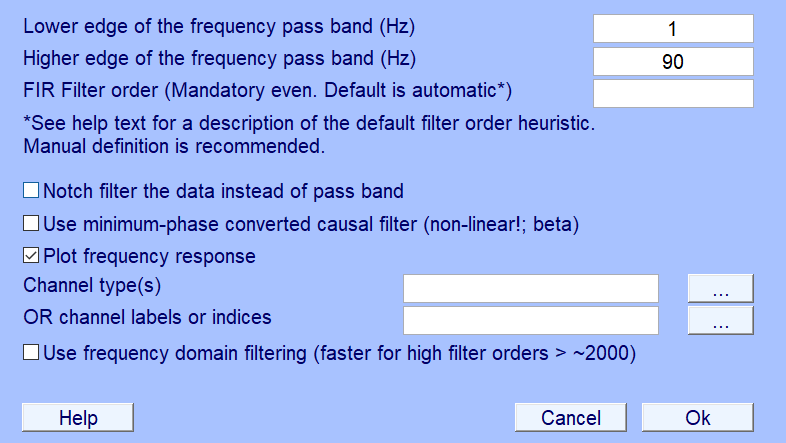 Lower edge of the frequency pass band (Hz) 1
Higher edge of the frequency pass band (Hz) 90
FIR Filter order (Mandatory even. Default is automatic*)
*See help text for a description of the default filter order heuristic.
Manual definition is recommended.
Notch filter the data instead of pass band
Use minimum-phase converted causal filter (non-linear!; beta)
Plot frequency response
Channel type(s) ...
OR channel labels or indices ...
Use frequency domain filtering (faster for high filter orders > ~2000)
Help Cancel Ok